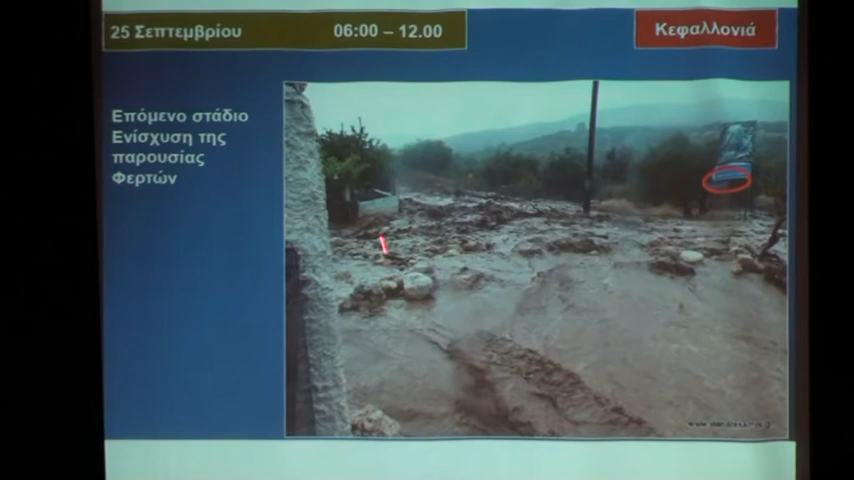 25 Σεπτεμβρίου 06:00 – 12.00
Κεφαλλονιά
Επόμενο στάδιο
Ενίσχυση της
παρουσίας
Φερτών